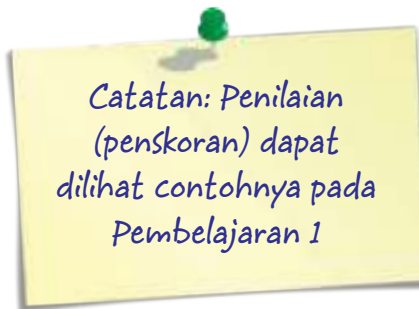 Catatan: Penilaian
(penskoran) dapat
dilihat contohnya pada
Pembelajaran 1